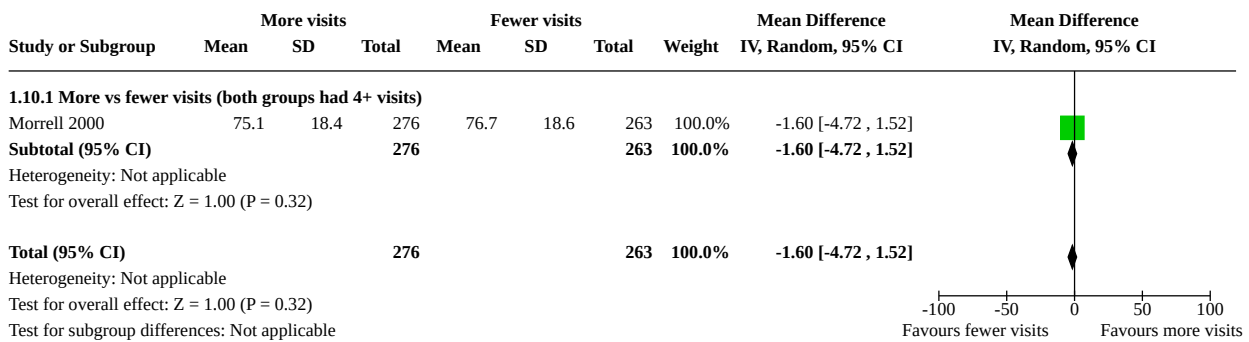 More visits Fewer visits Mean Difference Mean Difference
Study or Subgroup Mean SD Total Mean SD Total Weight IV, Random, 95% CI IV, Random, 95% CI
1.10.1 More vs fewer visits (both groups had 4+ visits)
Morrell 2000 75.1 18.4 276 76.7 18.6 263 100.0% -1.60 [-4.72 , 1.52]
Subtotal (95% CI) 276 263 100.0% -1.60 [-4.72 , 1.52]
Heterogeneity: Not applicable
Test for overall effect: Z = 1.00 (P = 0.32)
Total (95% CI) 276 263 100.0% -1.60 [-4.72 , 1.52]
Heterogeneity: Not applicable
Test for overall effect: Z = 1.00 (P = 0.32)
-100 -50 0 50 100
Test for subgroup differences: Not applicable Favours fewer visits Favours more visits